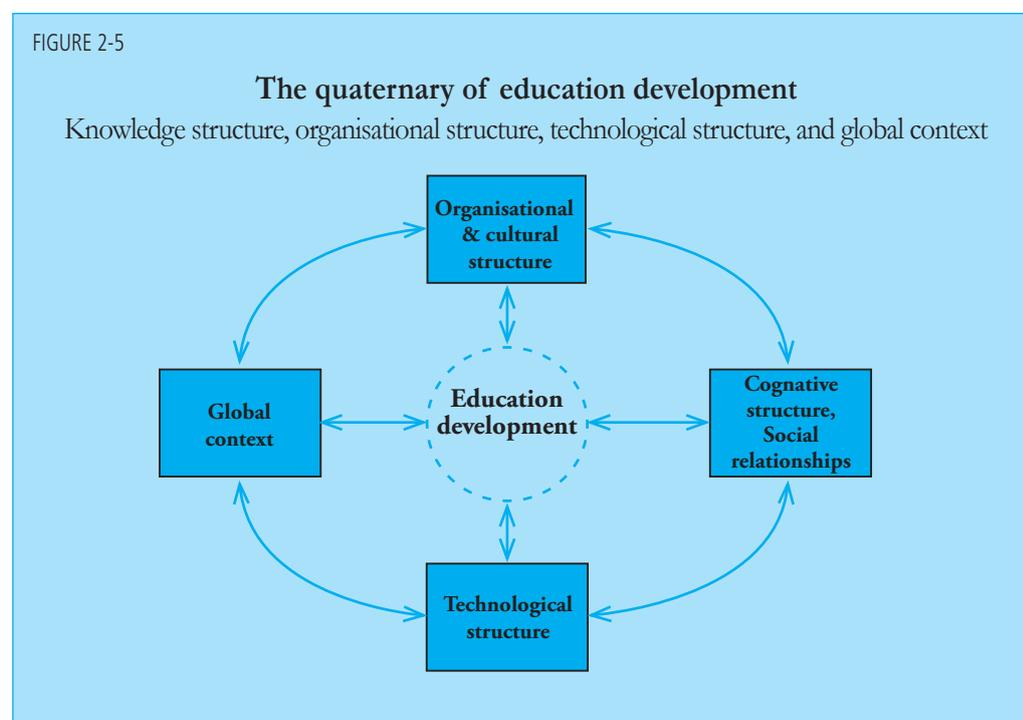 FIGURE 2-5
The quaternary of education development
Knowledge structure, organisational structure, technological structure, and global context
Organisational
& cultural
structure
Global
context
Education
development
Cognative
structure,
Social
relationships
Technological
structure